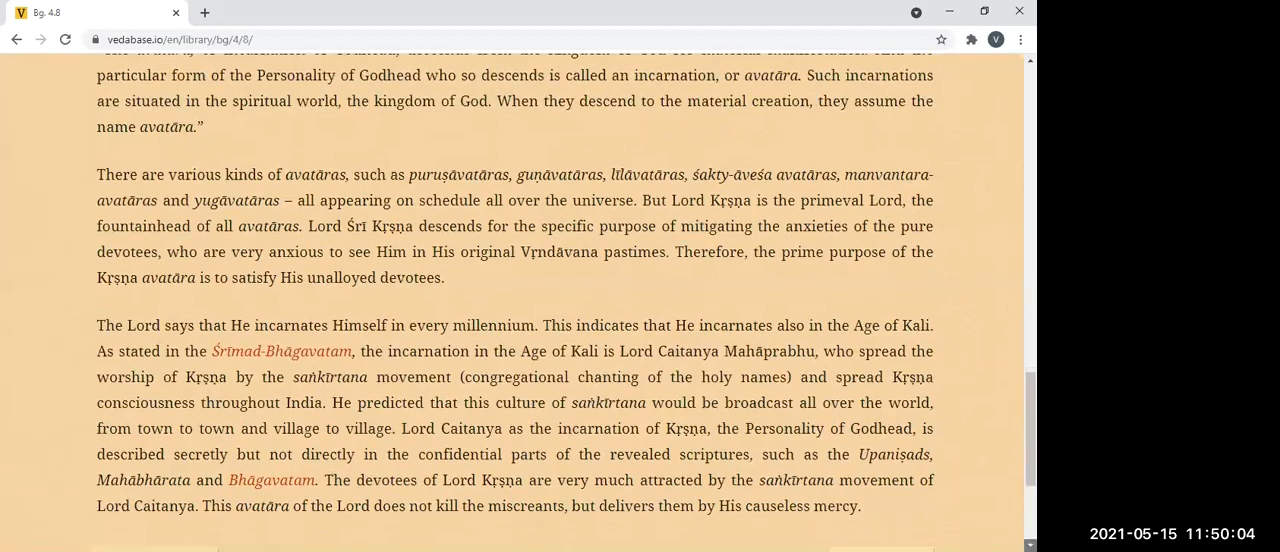 Bg. 4.8
vedabase.io/en/library/bg/4/8/
V
particular form of the Personality of Godhead who so descends is called an incarnation, or avatāra. Such incarnations
are situated in the spiritual world, the kingdom of God. When they descend to the material creation, they assume the
name avatāra.”
There are various kinds of avatāras, such as puruṣāvatāras, guṇāvatāras, līlāvatāras, śakty-āveśa avatāras, manvantara-
avatāras and yugāvatāras – all appearing on schedule all over the universe. But Lord Kṛṣṇa is the primeval Lord, the
fountainhead of all avatāras. Lord Śrī Kṛṣṇa descends for the specific purpose of mitigating the anxieties of the pure
devotees, who are very anxious to see Him in His original Vṛndāvana pastimes. Therefore, the prime purpose of the
Kṛṣṇa avatāra is to satisfy His unalloyed devotees.
The Lord says that He incarnates Himself in every millennium. This indicates that He incarnates also in the Age of Kali.
As stated in the Śrīmad-Bhāgavatam, the incarnation in the Age of Kali is Lord Caitanya Mahāprabhu, who spread the
worship of Kṛṣṇa by the saṅkīrtana movement (congregational chanting of the holy names) and spread Kṛṣṇa
consciousness throughout India. He predicted that this culture of saṅkīrtana would be broadcast all over the world,
from town to town and village to village. Lord Caitanya as the incarnation of Kṛṣṇa, the Personality of Godhead, is
described secretly but not directly in the confidential parts of the revealed scriptures, such as the Upaniṣads,
Mahābhārata and Bhāgavatam. The devotees of Lord Kṛṣṇa are very much attracted by the saṅkīrtana movement of
Lord Caitanya. This avatāra of the Lord does not kill the miscreants, but delivers them by His causeless mercy.
2021-05-15 11:50:04